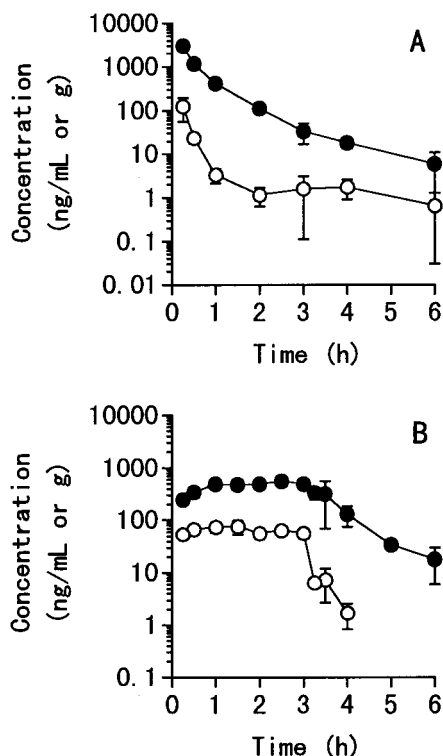 A
Concentration
(ng/mL or g)
10000
1000
100
10
1
0.1
0.01
0 1 2 3 4 5 6
Time (h)
B
Concentration
(ng/mL or g)
10000
1000
100
10
1
0.1
0 1 2 3 4 5 6
Time (h)